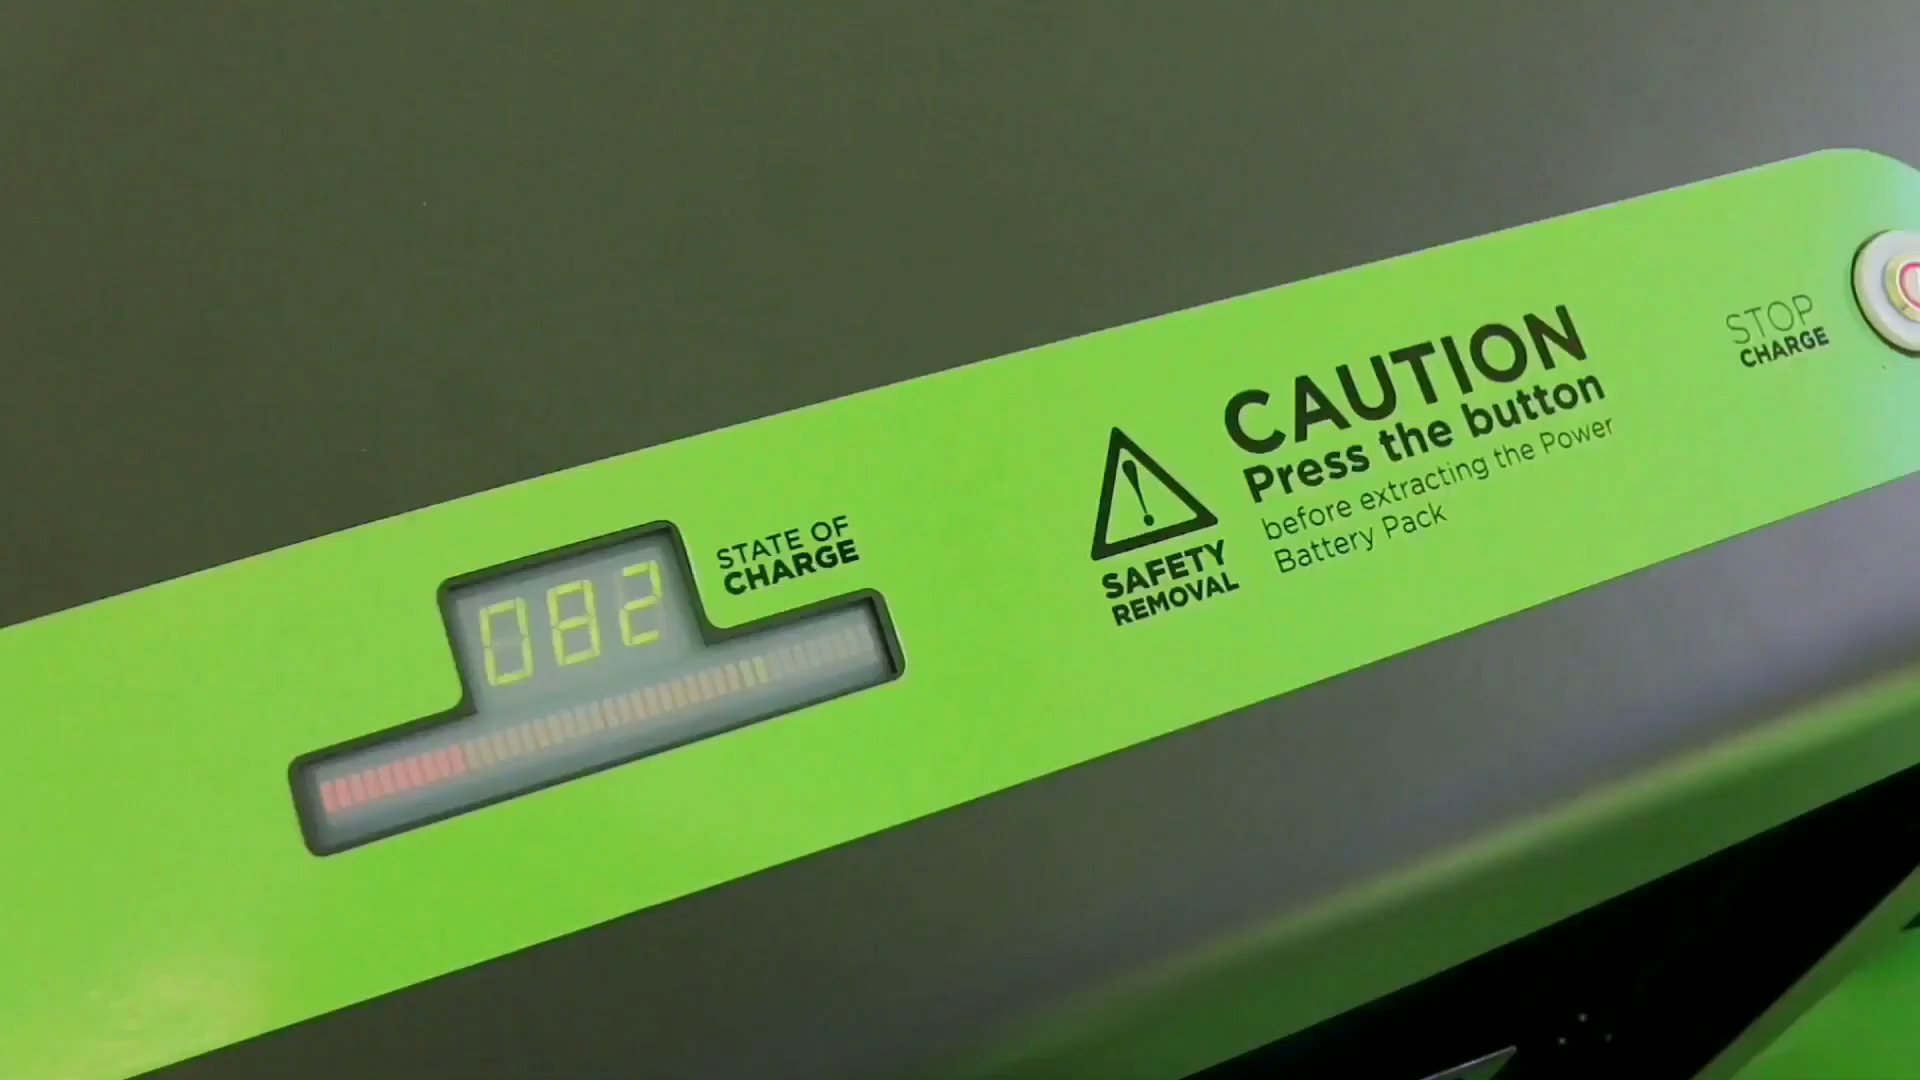 082
STATE OF
CHARGE
SAFETY
REMOVAL
CAUTION
Press the button
before extracting the Power
Battery Pack
STOP
CHARGE